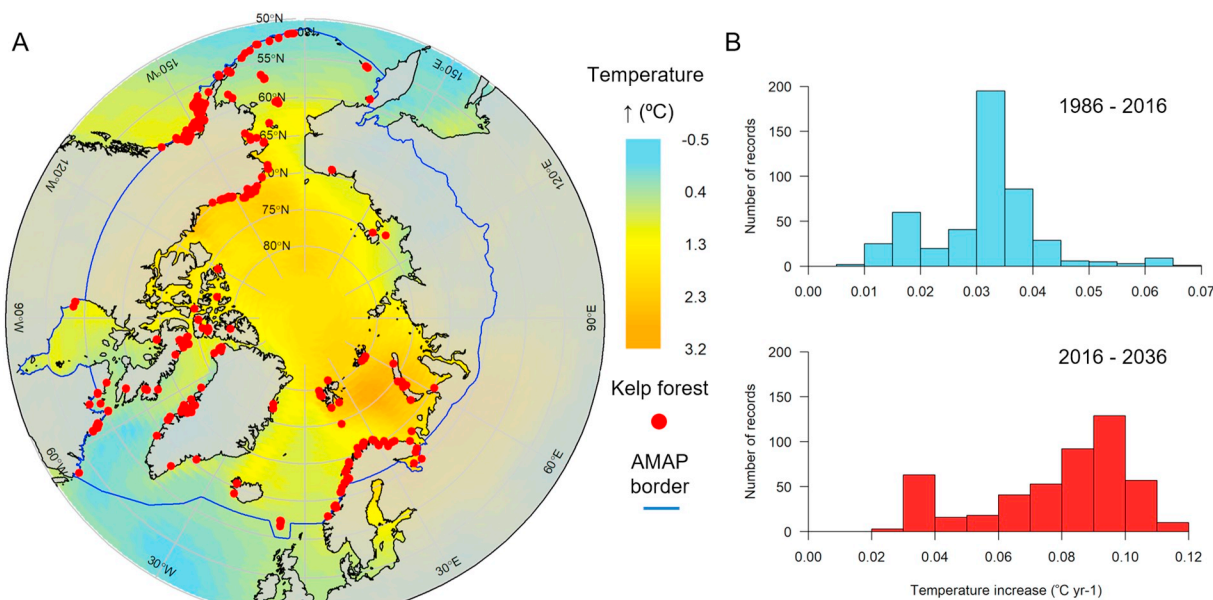 A
50°N
55°N
60°N
65°N
70°N
75°N
80°N
150°W
120°W
90°W
60°W
30°W
30°E
60°E
90°E
120°E
150°E
Temperature
↑ (ºC)
-0.5
0.4
1.3
2.3
3.2
Kelp forest
AMAP
border
B
1986 - 2016
Number of records
200
150
100
50
0
0.00 0.01 0.02 0.03 0.04 0.05 0.06 0.07
2016 - 2036
Number of records
200
150
100
50
0
0.00 0.02 0.04 0.06 0.08 0.10 0.12
Temperature increase (°C yr-1)